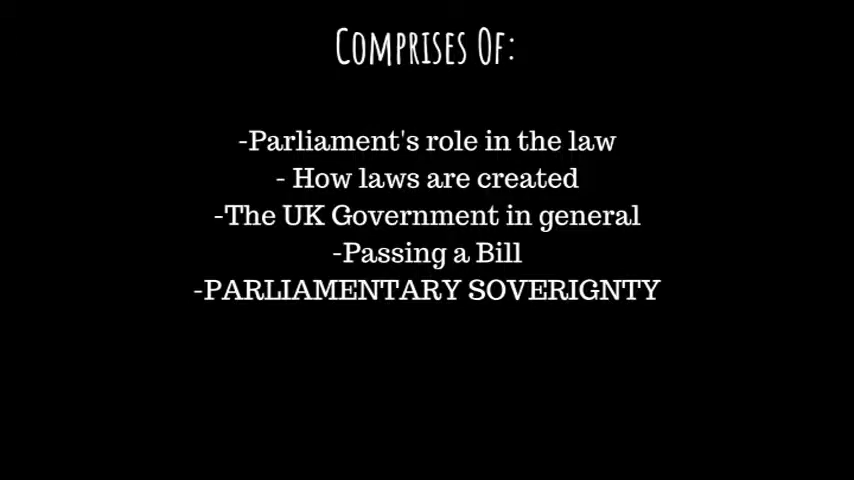 Comprises Of:
-Parliament's role in the law
- How laws are created
-The UK Government in general
-Passing a Bill
-PARLIAMENTARY SOVERIGNTY